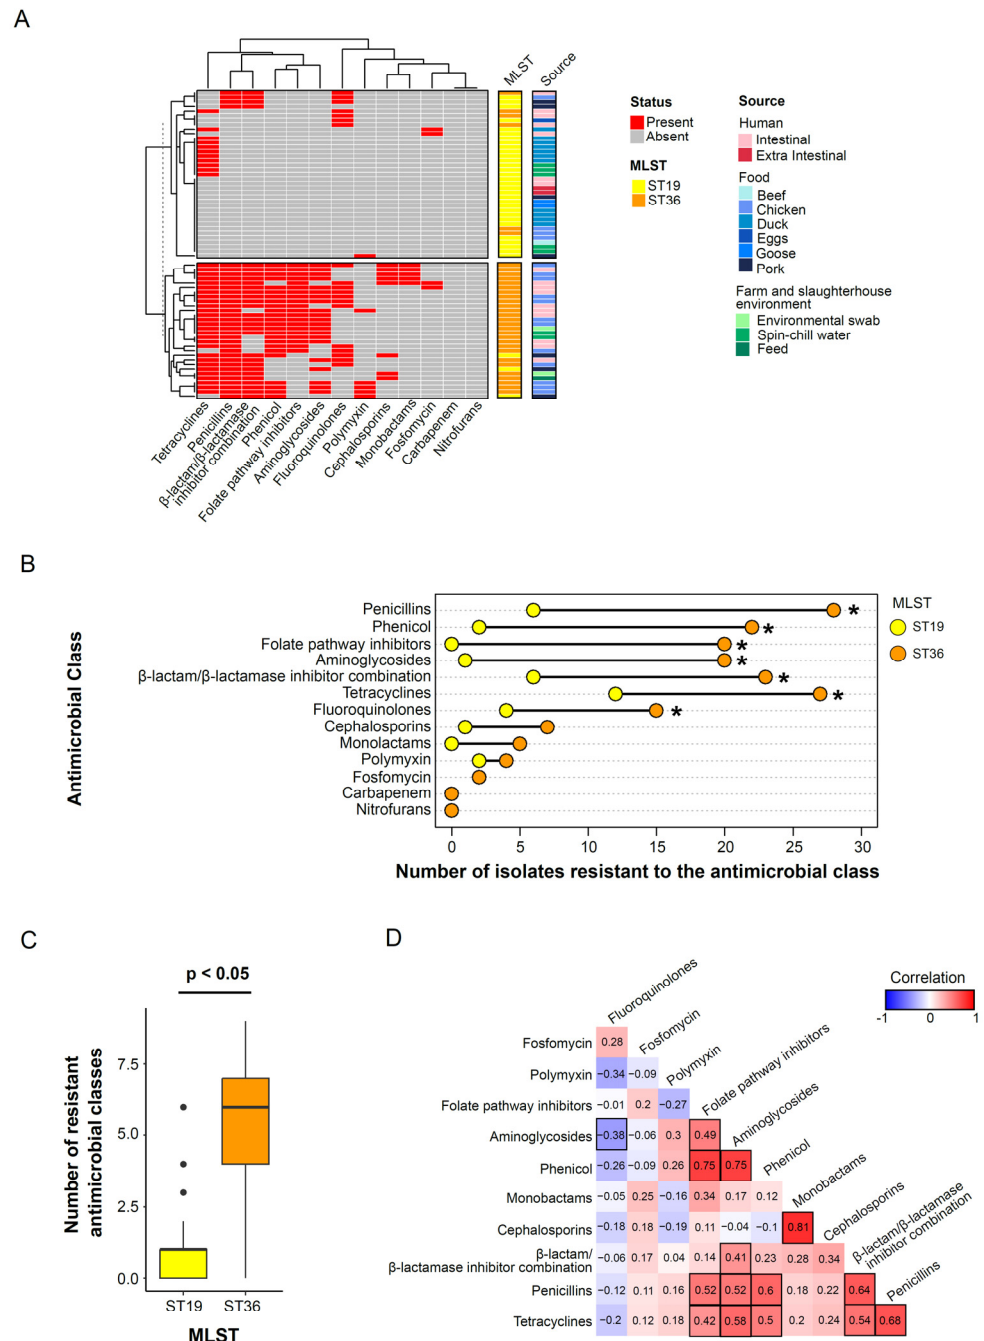 A
MLST
Source
Status
Present
Absent
MLST
ST19
ST36
Source
Human
Intestinal
Extra Intestinal
Food
Beef
Chicken
Duck
Eggs
Goose
Pork
Farm and slaughterhouse
environment
Environmental swab
Spin-chill water
Feed
Tetracyclines
Penicillins
β-lactam/β-lactamase
inhibitor combination
Phenicol
Folate pathway inhibitors
Aminoglycosides
Fluoroquinolones
Polymyxin
Cephalosporins
Monobactams
Fosfomycin
Carbapenem
Nitrofurans
B
Antimicrobial Class
Penicillins *
Phenicol *
Folate pathway inhibitors *
Aminoglycosides *
β-lactam/β-lactamase inhibitor combination *
Tetracyclines *
Fluoroquinolones *
Cephalosporins
Monolactams
Polymyxin
Fosfomycin
Carbapenem
Nitrofurans
0 5 10 15 20 25 30
Number of isolates resistant to the antimicrobial class
MLST
ST19
ST36
C
p < 0.05
Number of resistant
antimicrobial classes
7.5
5.0
2.5
0.0
ST19 ST36
MLST
D
Correlation
-1 0 1
Fluoroquinolones
Fosfomycin 0.28 Fosfomycin
Polymyxin −0.34 −0.09 Polymyxin
Folate pathway inhibitors −0.01 0.2 −0.27 Folate pathway inhibitors
Aminoglycosides −0.38 −0.06 0.3 0.49 Aminoglycosides
Phenicol −0.26 −0.09 0.26 0.75 0.75 Phenicol
Monobactams −0.05 0.25 −0.16 0.34 0.17 0.12 Monobactams
Cephalosporins −0.18 0.18 −0.19 0.11 −0.04 −0.1 0.81 Cephalosporins
β-lactam/
β-lactamase inhibitor combination −0.06 0.17 0.04 0.14 0.41 0.23 0.28 0.34 β-lactam/β-lactamase
inhibitor combination
Penicillins −0.12 0.11 0.16 0.52 0.52 0.6 0.18 0.22 0.64 Penicillins
Tetracyclines −0.2 0.12 0.18 0.42 0.58 0.5 0.2 0.24 0.54 0.68